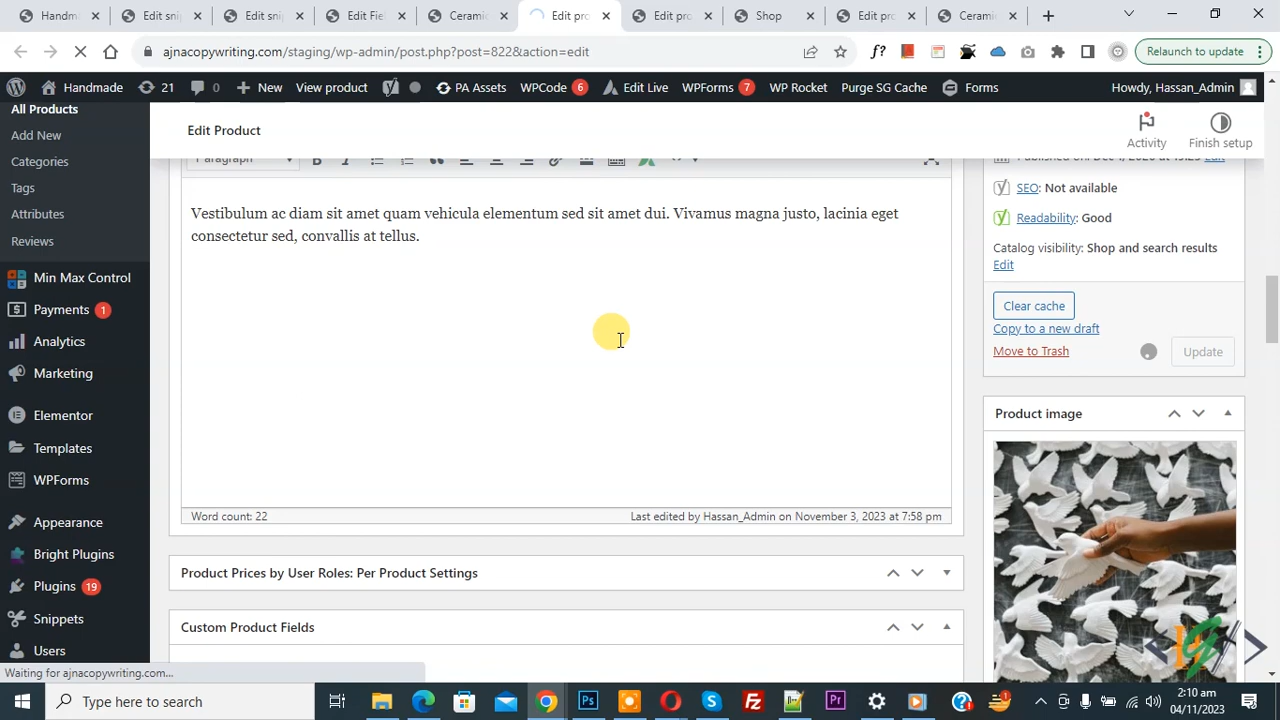 Handm
Edit snip
Edit snip
Edit Fiel
Ceramic
Edit pro
Edit pro
Shop
Edit pro
Ceramic
ajnacopywriting.com/staging/wp-admin/post.php?post=822&action=edit
Relaunch to update
Handmade
21
0
New
View product
PA Assets
WPCode 6
Edit Live
WPForms 7
WP Rocket
Purge SG Cache
Forms
Howdy, Hassan_Admin
All Products
Add New
Categories
Tags
Attributes
Reviews
Min Max Control
Payments 1
Analytics
Marketing
Elementor
Templates
WPForms
Appearance
Bright Plugins
Plugins 19
Snippets
Users
Edit Product
Activity
Finish setup
Paragraph
Vestibulum ac diam sit amet quam vehicula elementum sed sit amet dui. Vivamus magna justo, lacinia eget
consectetur sed, convallis at tellus.
Word count: 22
Last edited by Hassan_Admin on November 3, 2023 at 7:58 pm
Product Prices by User Roles: Per Product Settings
Custom Product Fields
SEO: Not available
Readability: Good
Catalog visibility: Shop and search results
Edit
Clear cache
Copy to a new draft
Move to Trash
Update
Product image
Waiting for ajnacopywriting.com...
Type here to search
2:10 am
04/11/2023